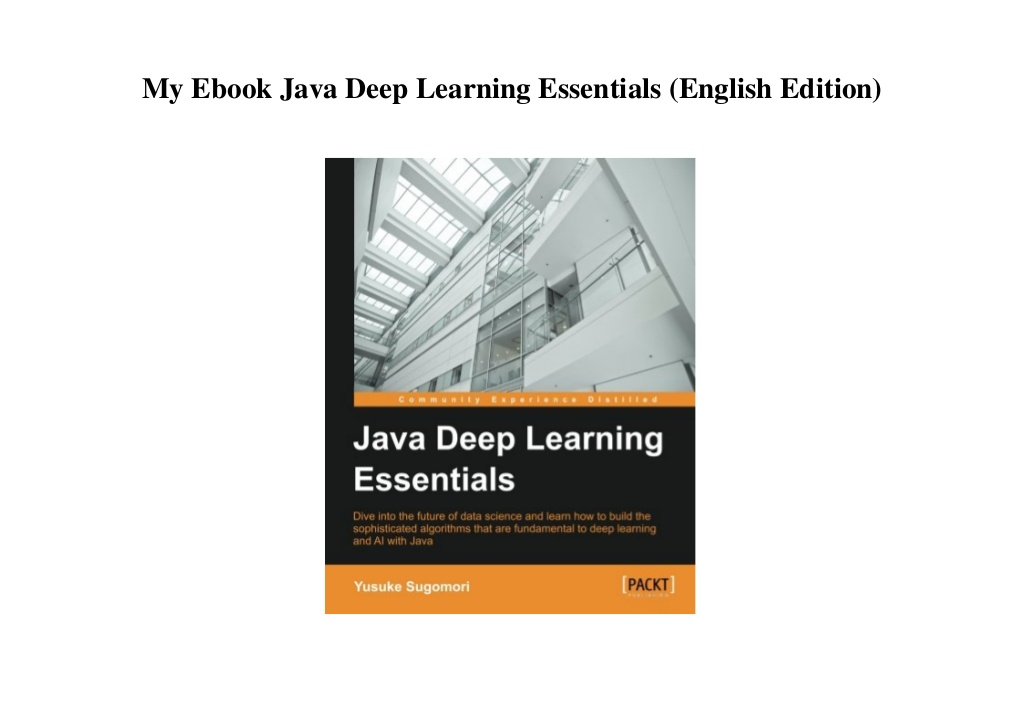 My Ebook Java Deep Learning Essentials (English Edition)
Community Experience Distilled
Java Deep Learning
Essentials
Dive into the future of data science and learn how to build the
sophisticated algorithms that are fundamental to deep learning
and AI with Java
Yusuke Sugomori
[PACKT]